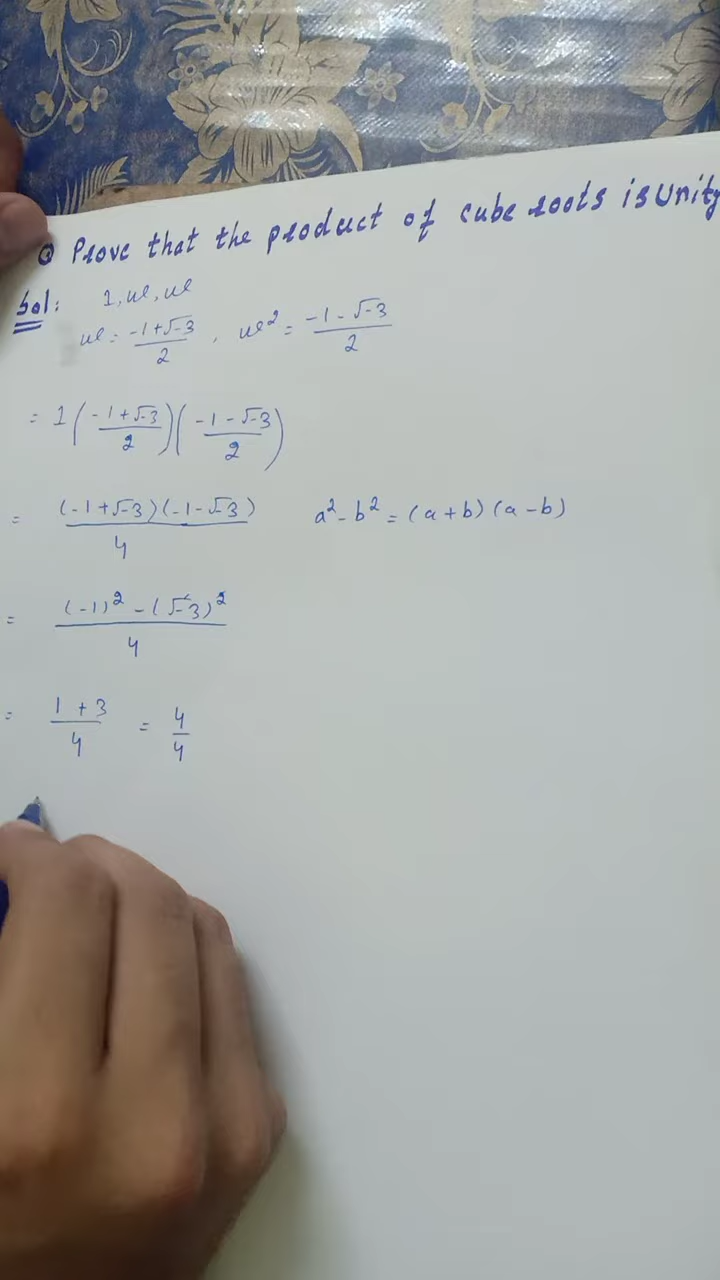 Q Prove that the product of cube roots is unity
Sol: 1, ω, ω
ω = (-1+√-3)/2 , ω² = (-1-√-3)/2
= 1 ((-1+√-3)/2) ((-1-√-3)/2)
= (-1+√-3)(-1-√-3)/4 a²-b² = (a+b)(a-b)
= ((-1)² - (√-3)²)/4
= (1+3)/4 = 4/4